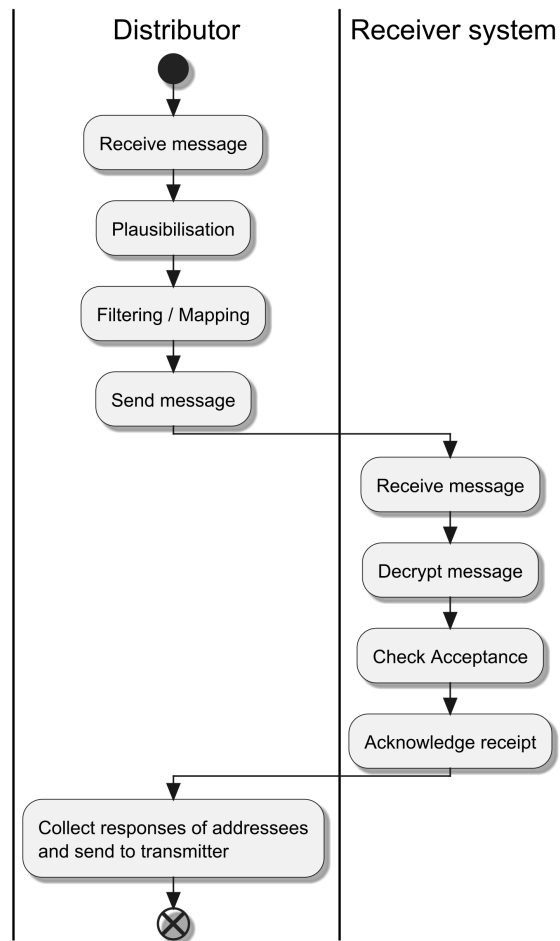 Distributor
Receiver system
Receive message
Plausibilisation
Filtering / Mapping
Send message
Receive message
Decrypt message
Check Acceptance
Acknowledge receipt
Collect responses of addressees
and send to transmitter